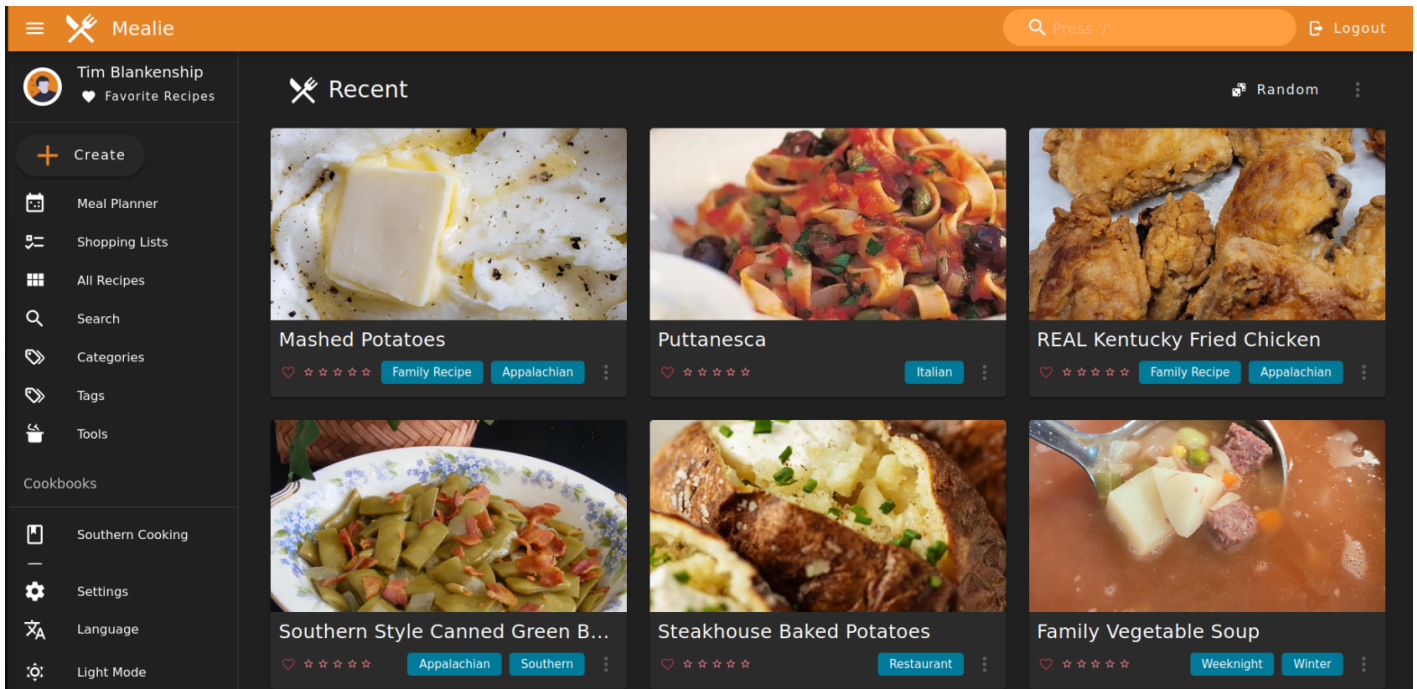 Mealie
Press '/'
Logout
Tim Blankenship
Favorite Recipes
Create
Meal Planner
Shopping Lists
All Recipes
Search
Categories
Tags
Tools
Cookbooks
Southern Cooking
Settings
Language
Light Mode
Recent
Random
Mashed Potatoes
Family Recipe
Appalachian
Puttanesca
Italian
REAL Kentucky Fried Chicken
Family Recipe
Appalachian
Southern Style Canned Green B...
Appalachian
Southern
Steakhouse Baked Potatoes
Restaurant
Family Vegetable Soup
Weeknight
Winter